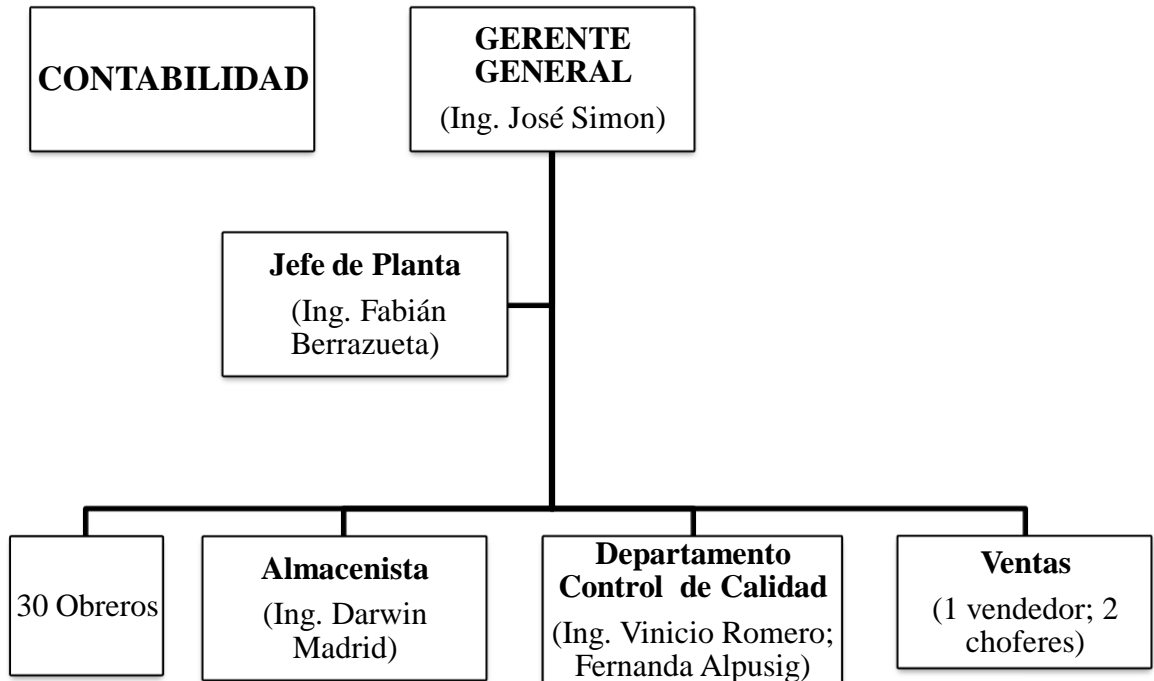 CONTABILIDAD
GERENTE
GENERAL
(Ing. José Simon)
Jefe de Planta
(Ing. Fabián
Berrazueta)
30 Obreros
Almacenista
(Ing. Darwin
Madrid)
Departamento
Control de Calidad
(Ing. Vinicio Romero;
Fernanda Alpusig)
Ventas
(1 vendedor; 2
choferes)